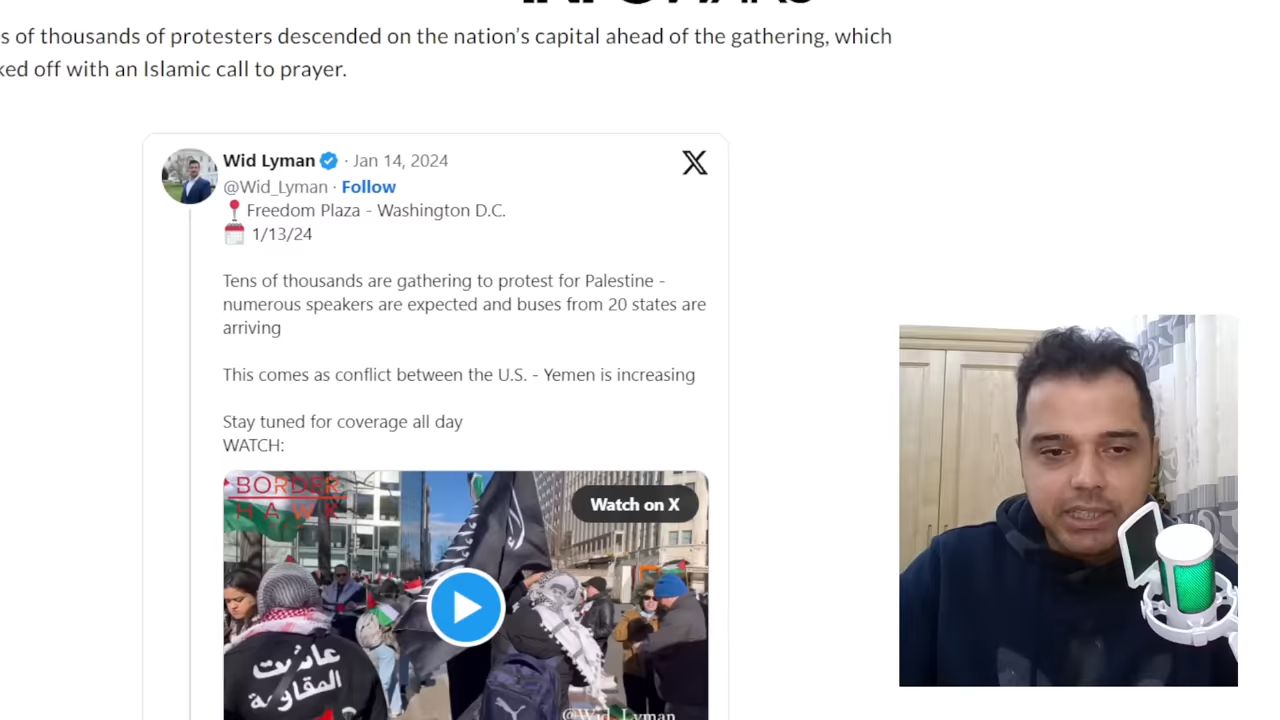 INFOWARS
s of thousands of protesters descended on the nation’s capital ahead of the gathering, which
ked off with an Islamic call to prayer.
Wid Lyman · Jan 14, 2024
@Wid_Lyman · Follow
Freedom Plaza - Washington D.C.
1/13/24
Tens of thousands are gathering to protest for Palestine -
numerous speakers are expected and buses from 20 states are
arriving
This comes as conflict between the U.S. - Yemen is increasing
Stay tuned for coverage all day
WATCH:
BORDER
HAWK
Watch on X
المقاومة
@Wid_Lyman